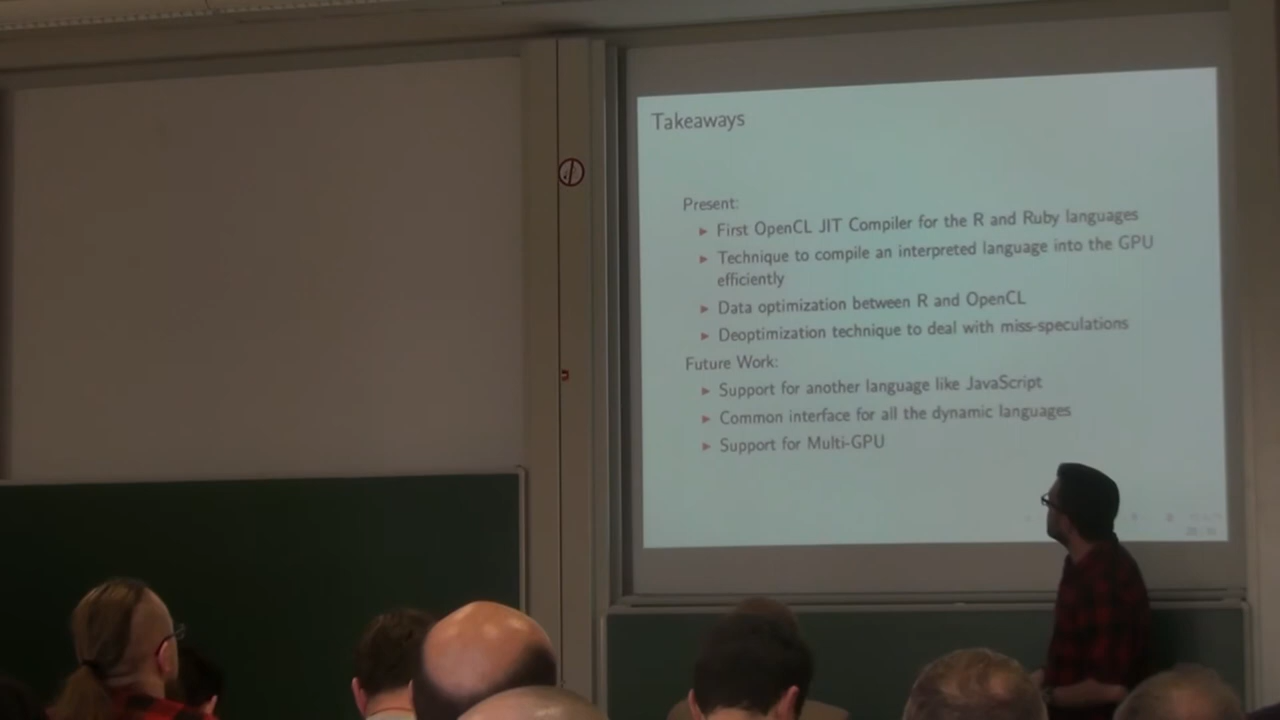 Takeaways
Present:
► First OpenCL JIT Compiler for the R and Ruby languages
► Technique to compile an interpreted language into the GPU
efficiently
► Data optimization between R and OpenCL
► Deoptimization technique to deal with miss-speculations
Future Work:
► Support for another language like JavaScript
► Common interface for all the dynamic languages
► Support for Multi-GPU